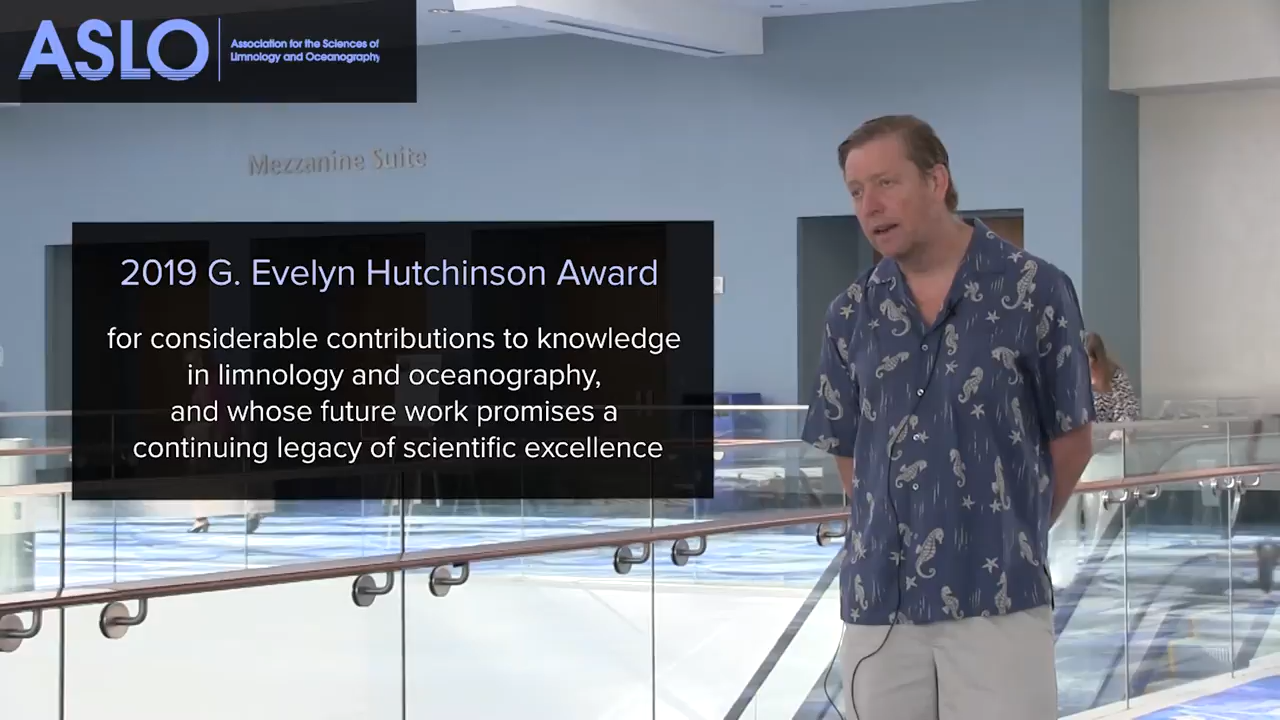 ASLO
Association for the Sciences of
Limnology and Oceanography
Mezzanine Suite
2019 G. Evelyn Hutchinson Award
for considerable contributions to knowledge
in limnology and oceanography,
and whose future work promises a
continuing legacy of scientific excellence